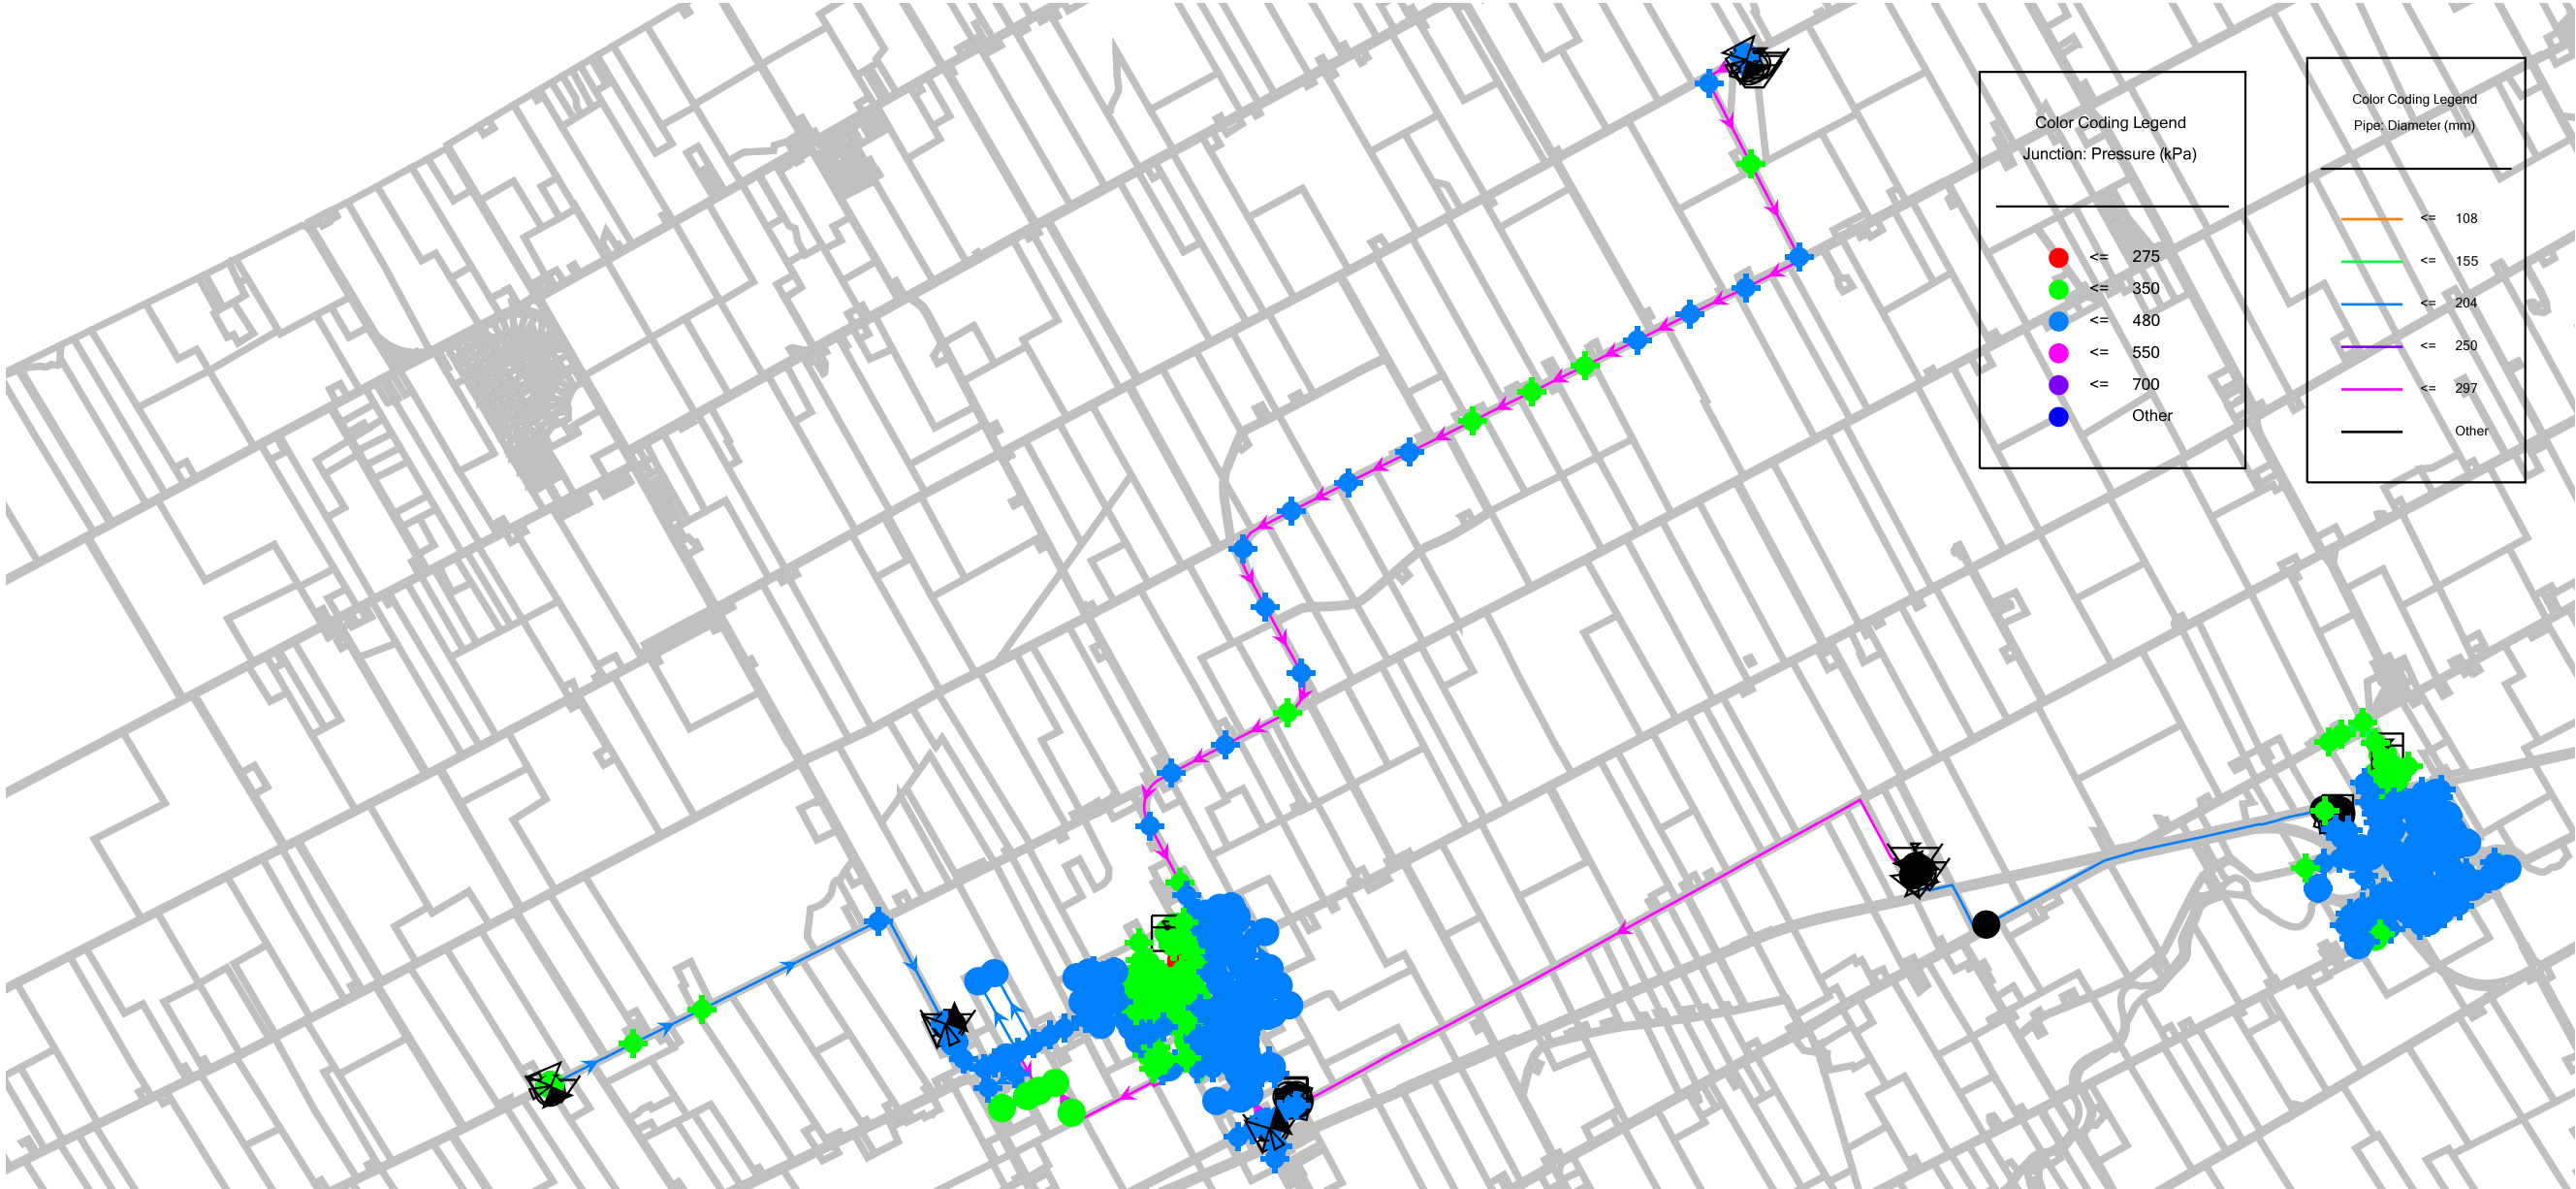 Color Coding Legend
Junction: Pressure (kPa)
<= 275
<= 350
<= 480
<= 550
<= 700
Other
Color Coding Legend
Pipe: Diameter (mm)
<= 108
<= 155
<= 204
<= 250
<= 297
Other